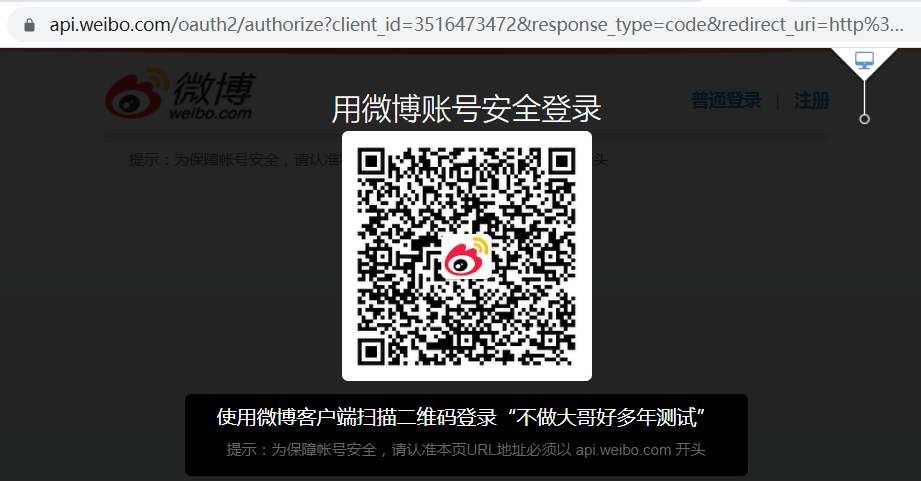 api.weibo.com/oauth2/authorize?client_id=3516473472&response_type=code&redirect_uri=http%3...
微博
weibo.com
用微博账号安全登录
普通登录 | 注册
提示：为保障帐号安全，请认准
头
使用微博客户端扫描二维码登录“不做大哥好多年测试”
提示：为保障帐号安全，请认准本页URL地址必须以 api.weibo.com 开头